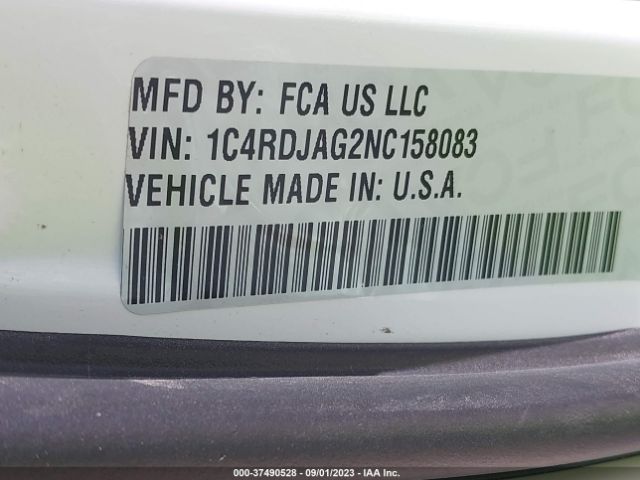 MFD BY: FCA US LLC
VIN: 1C4RDJAG2NC158083
VEHICLE MADE IN: U.S.A.
000-37490528 - 09/01/2023 - IAA Inc.